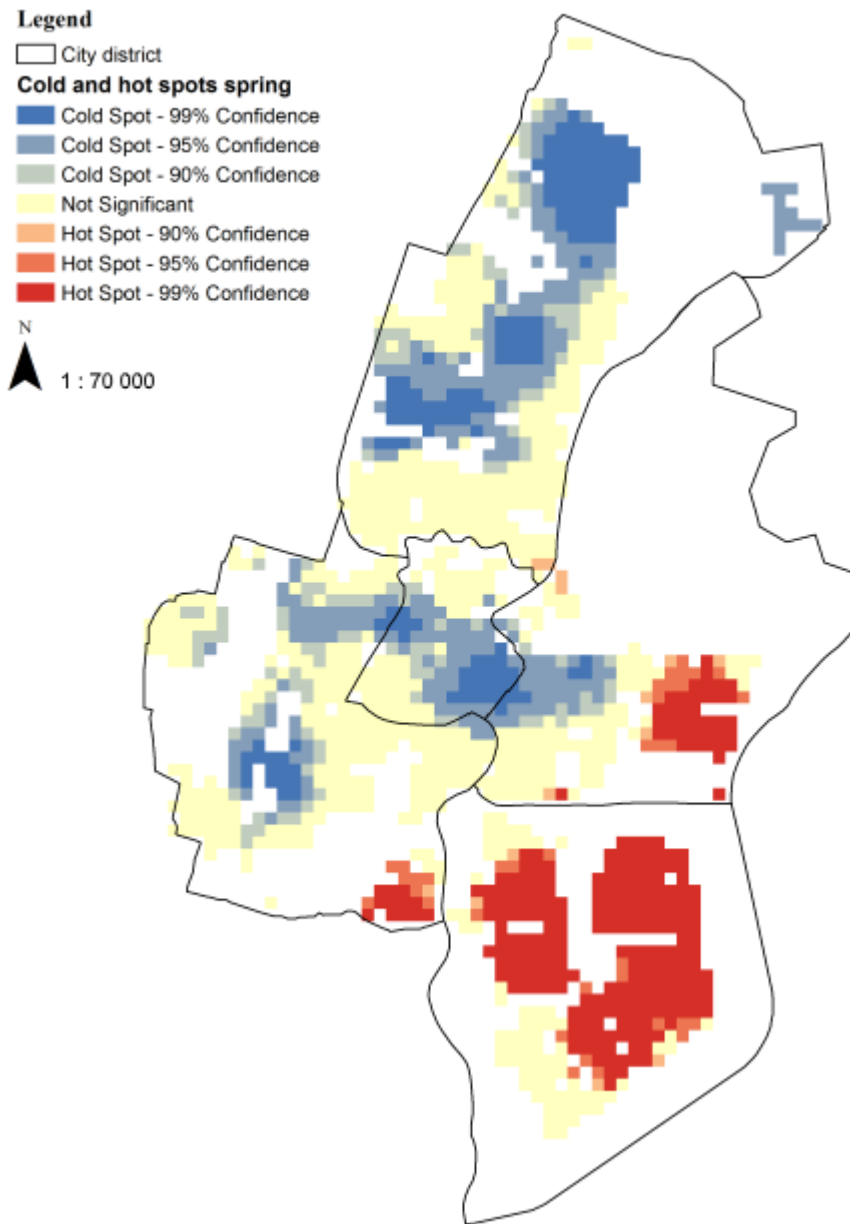 Legend
City district
Cold and hot spots spring
Cold Spot - 99% Confidence
Cold Spot - 95% Confidence
Cold Spot - 90% Confidence
Not Significant
Hot Spot - 90% Confidence
Hot Spot - 95% Confidence
Hot Spot - 99% Confidence
N
1 : 70 000